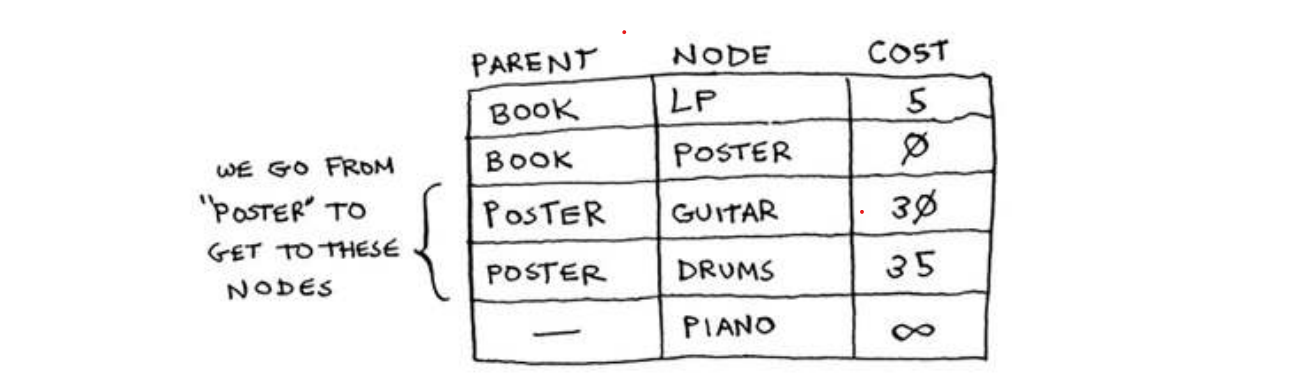 PARENT NODE COST
BOOK LP 5
BOOK POSTER Ø
POSTER GUITAR 3Ø
POSTER DRUMS 35
— PIANO ∞
WE GO FROM
"POSTER" TO
GET TO THESE
NODES